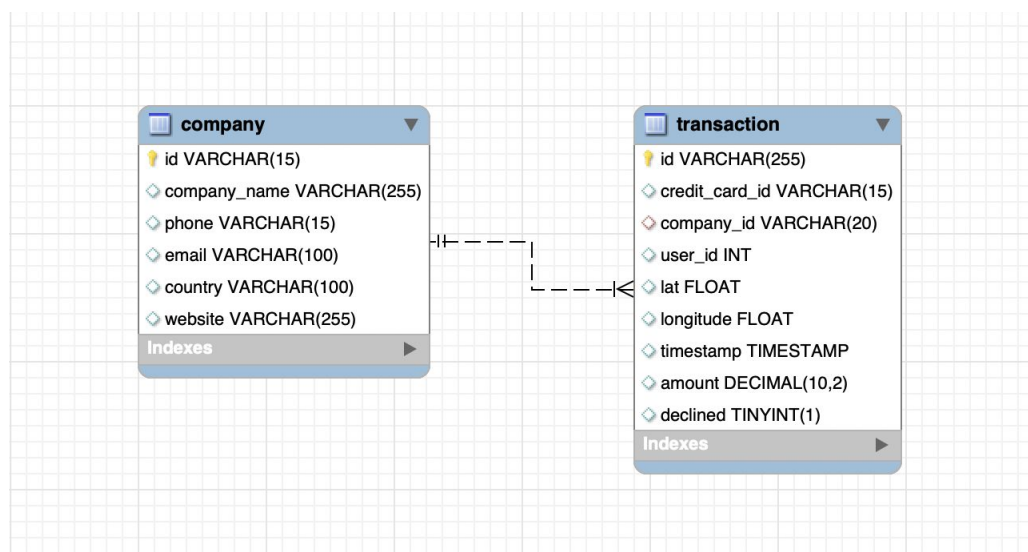 company
id VARCHAR(15)
company_name VARCHAR(255)
phone VARCHAR(15)
email VARCHAR(100)
country VARCHAR(100)
website VARCHAR(255)
Indexes
transaction
id VARCHAR(255)
credit_card_id VARCHAR(15)
company_id VARCHAR(20)
user_id INT
lat FLOAT
longitude FLOAT
timestamp TIMESTAMP
amount DECIMAL(10,2)
declined TINYINT(1)
Indexes